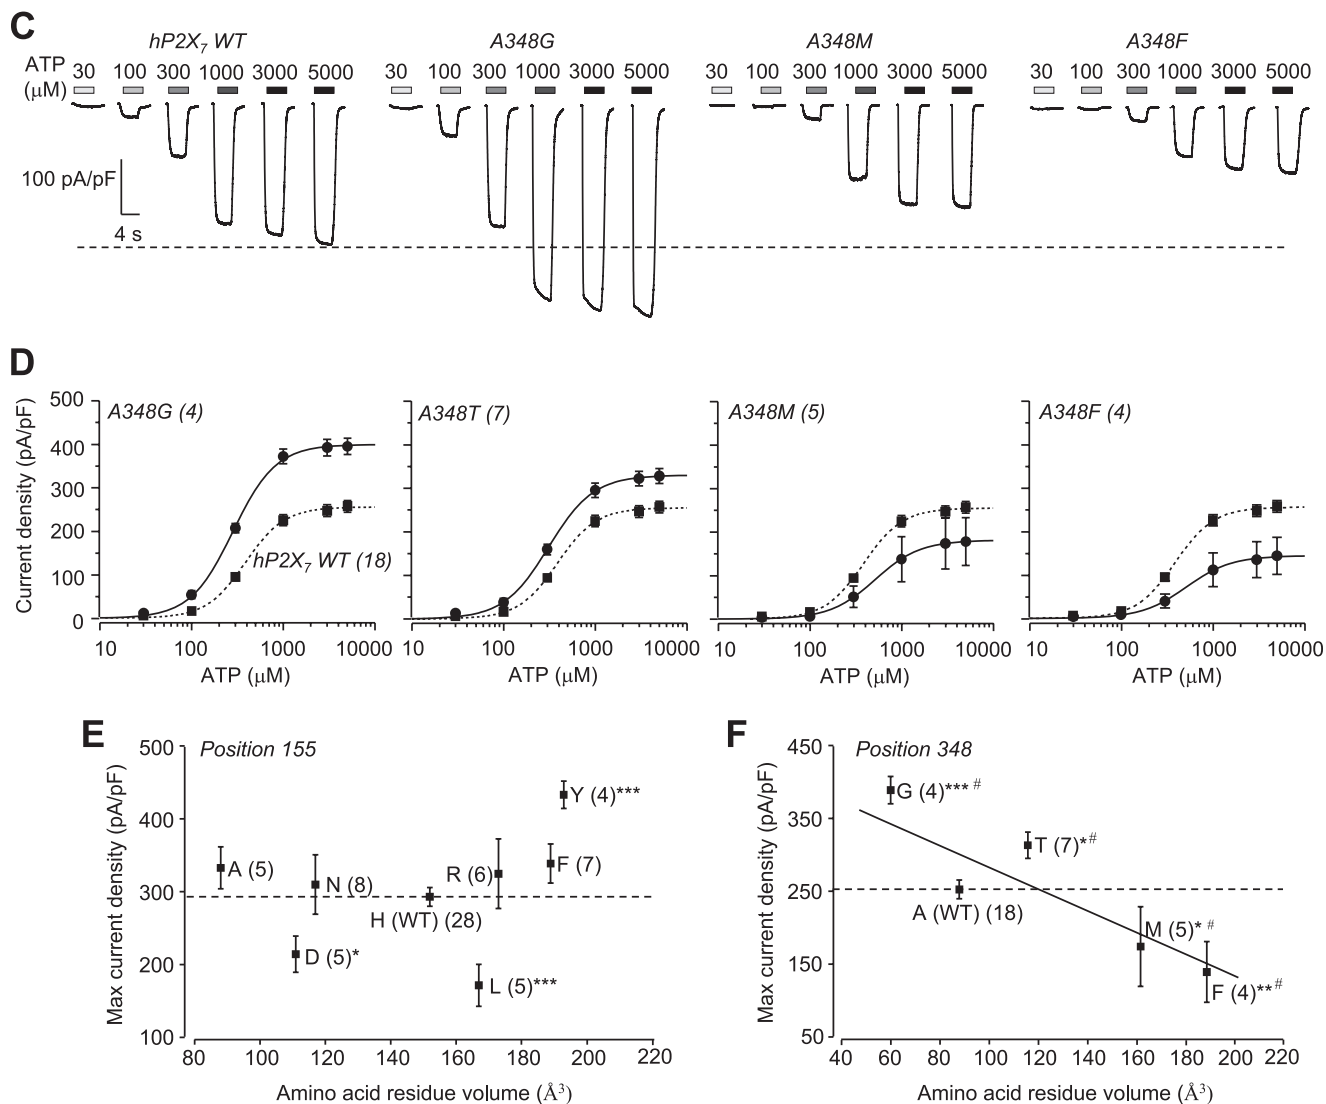 C
hP2X7 WT A348G A348M A348F
ATP (μM) 30 100 300 1000 3000 5000 30 100 300 1000 3000 5000 30 100 300 1000 3000 5000 30 100 300 1000 3000 5000
100 pA/pF
4 s
D
Current density (pA/pF)
500
400
300
200
100
0
A348G (4)
hP2X7 WT (18)
10 100 1000 10000
ATP (μM)
A348T (7)
10 100 1000 10000
ATP (μM)
A348M (5)
10 100 1000 10000
ATP (μM)
A348F (4)
10 100 1000 10000
ATP (μM)
E
Position 155
Max current density (pA/pF)
500
400
300
200
100
Y (4)***
A (5)
N (8)
R (6)
F (7)
H (WT) (28)
D (5)*
L (5)***
80 100 120 140 160 180 200 220
Amino acid residue volume (Å³)
F
Position 348
Max current density (pA/pF)
450
350
250
150
50
G (4)*** #
T (7)*#
A (WT) (18)
M (5)* #
F (4)** #
40 60 80 100 120 140 160 180 200 220
Amino acid residue volume (Å³)